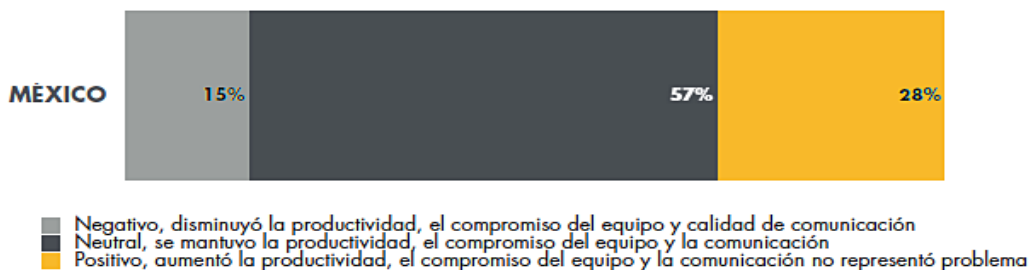 MÉXICO
15%
57%
28%
Negativo, disminuyó la productividad, el compromiso del equipo y calidad de comunicación
Neutral, se mantuvo la productividad, el compromiso del equipo y la comunicación
Positivo, aumentó la productividad, el compromiso del equipo y la comunicación no representó problema